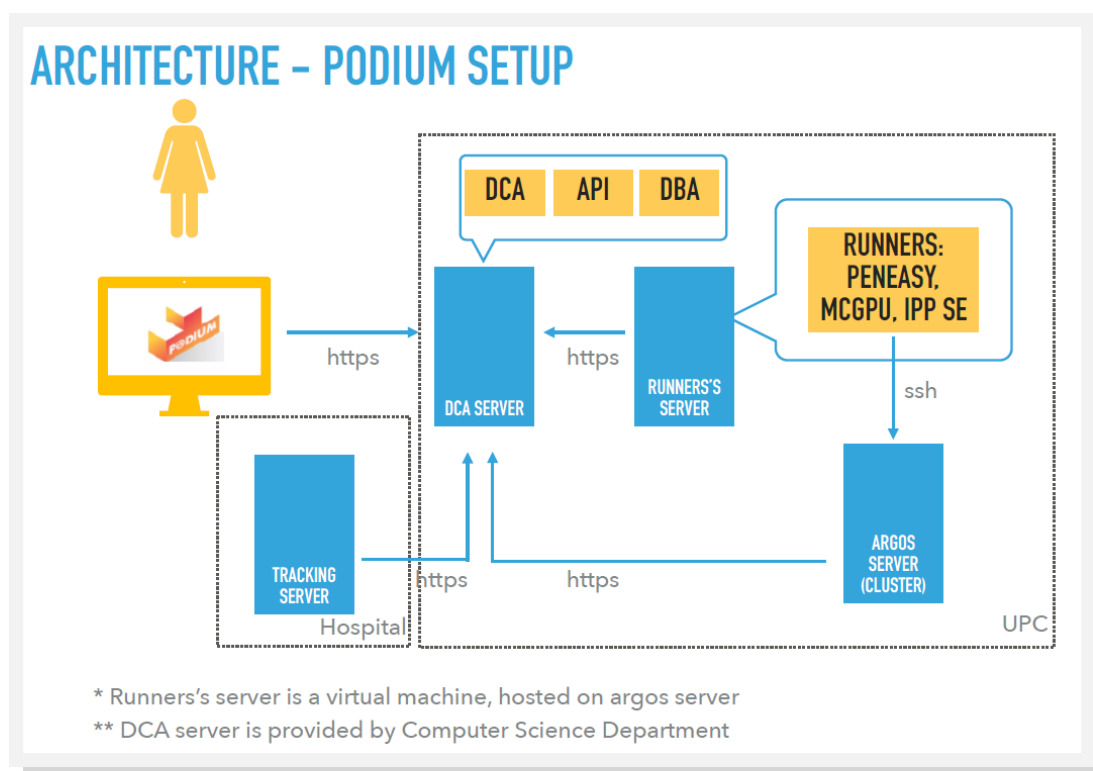 ARCHITECTURE – PODIUM SETUP
DCA
API
DBA
RUNNERS:
PENEASY,
MCGPU, IPP SE
PODIUM
https
https
DCA SERVER
RUNNERS'S
SERVER
ssh
TRACKING
SERVER
https
https
ARGOS
SERVER
(CLUSTER)
Hospital
UPC
* Runners's server is a virtual machine, hosted on argos server
** DCA server is provided by Computer Science Department